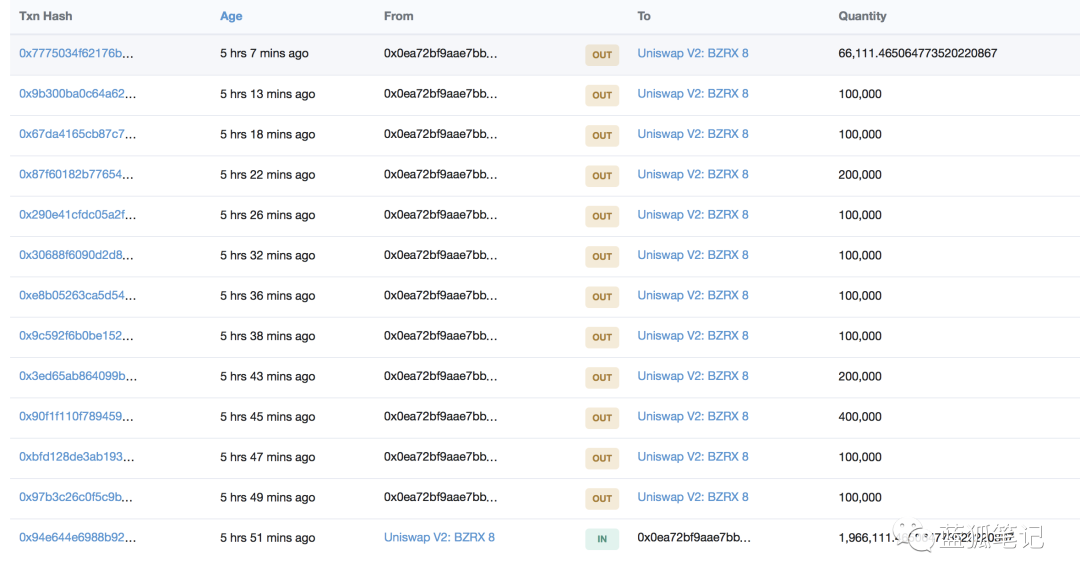 Txn Hash Age From To Quantity
0x7775034f62176b... 5 hrs 7 mins ago 0x0ea72bf9aae7bb... OUT Uniswap V2: BZRX 8 66,111.465064773520220867
0x9b300ba0c64a62... 5 hrs 13 mins ago 0x0ea72bf9aae7bb... OUT Uniswap V2: BZRX 8 100,000
0x67da4165cb87c7... 5 hrs 18 mins ago 0x0ea72bf9aae7bb... OUT Uniswap V2: BZRX 8 100,000
0x87f60182b77654... 5 hrs 22 mins ago 0x0ea72bf9aae7bb... OUT Uniswap V2: BZRX 8 200,000
0x290e41cfdc05a2f... 5 hrs 26 mins ago 0x0ea72bf9aae7bb... OUT Uniswap V2: BZRX 8 100,000
0x30688f6090d2d8... 5 hrs 32 mins ago 0x0ea72bf9aae7bb... OUT Uniswap V2: BZRX 8 100,000
0xe8b05263ca5d54... 5 hrs 36 mins ago 0x0ea72bf9aae7bb... OUT Uniswap V2: BZRX 8 100,000
0x9c592f6b0be152... 5 hrs 38 mins ago 0x0ea72bf9aae7bb... OUT Uniswap V2: BZRX 8 100,000
0x3ed65ab864099b... 5 hrs 43 mins ago 0x0ea72bf9aae7bb... OUT Uniswap V2: BZRX 8 200,000
0x90f1f110f789459... 5 hrs 45 mins ago 0x0ea72bf9aae7bb... OUT Uniswap V2: BZRX 8 400,000
0xbfd128de3ab193... 5 hrs 47 mins ago 0x0ea72bf9aae7bb... OUT Uniswap V2: BZRX 8 100,000
0x97b3c26c0f5c9b... 5 hrs 49 mins ago 0x0ea72bf9aae7bb... OUT Uniswap V2: BZRX 8 100,000
0x94e644e6988b92... 5 hrs 51 mins ago Uniswap V2: BZRX 8 IN 0x0ea72bf9aae7bb...
蓝狐笔记